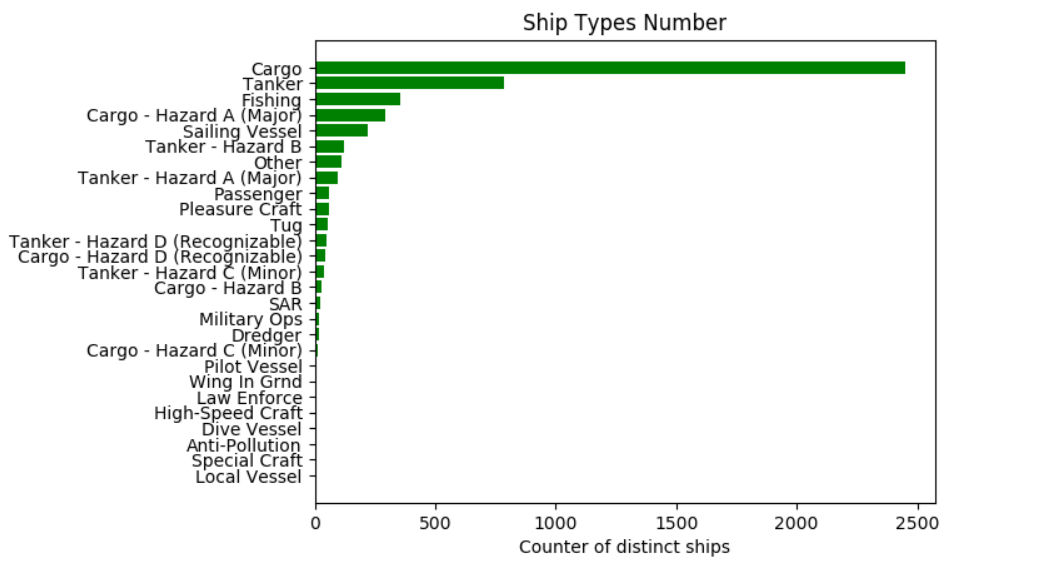 Ship Types Number
Cargo
Tanker
Fishing
Cargo - Hazard A (Major)
Sailing Vessel
Tanker - Hazard B
Other
Tanker - Hazard A (Major)
Passenger
Pleasure Craft
Tug
Tanker - Hazard D (Recognizable)
Cargo - Hazard D (Recognizable)
Tanker - Hazard C (Minor)
Cargo - Hazard B
SAR
Military Ops
Dredger
Cargo - Hazard C (Minor)
Pilot Vessel
Wing In Grnd
Law Enforce
High-Speed Craft
Dive Vessel
Anti-Pollution
Special Craft
Local Vessel
0 500 1000 1500 2000 2500
Counter of distinct ships